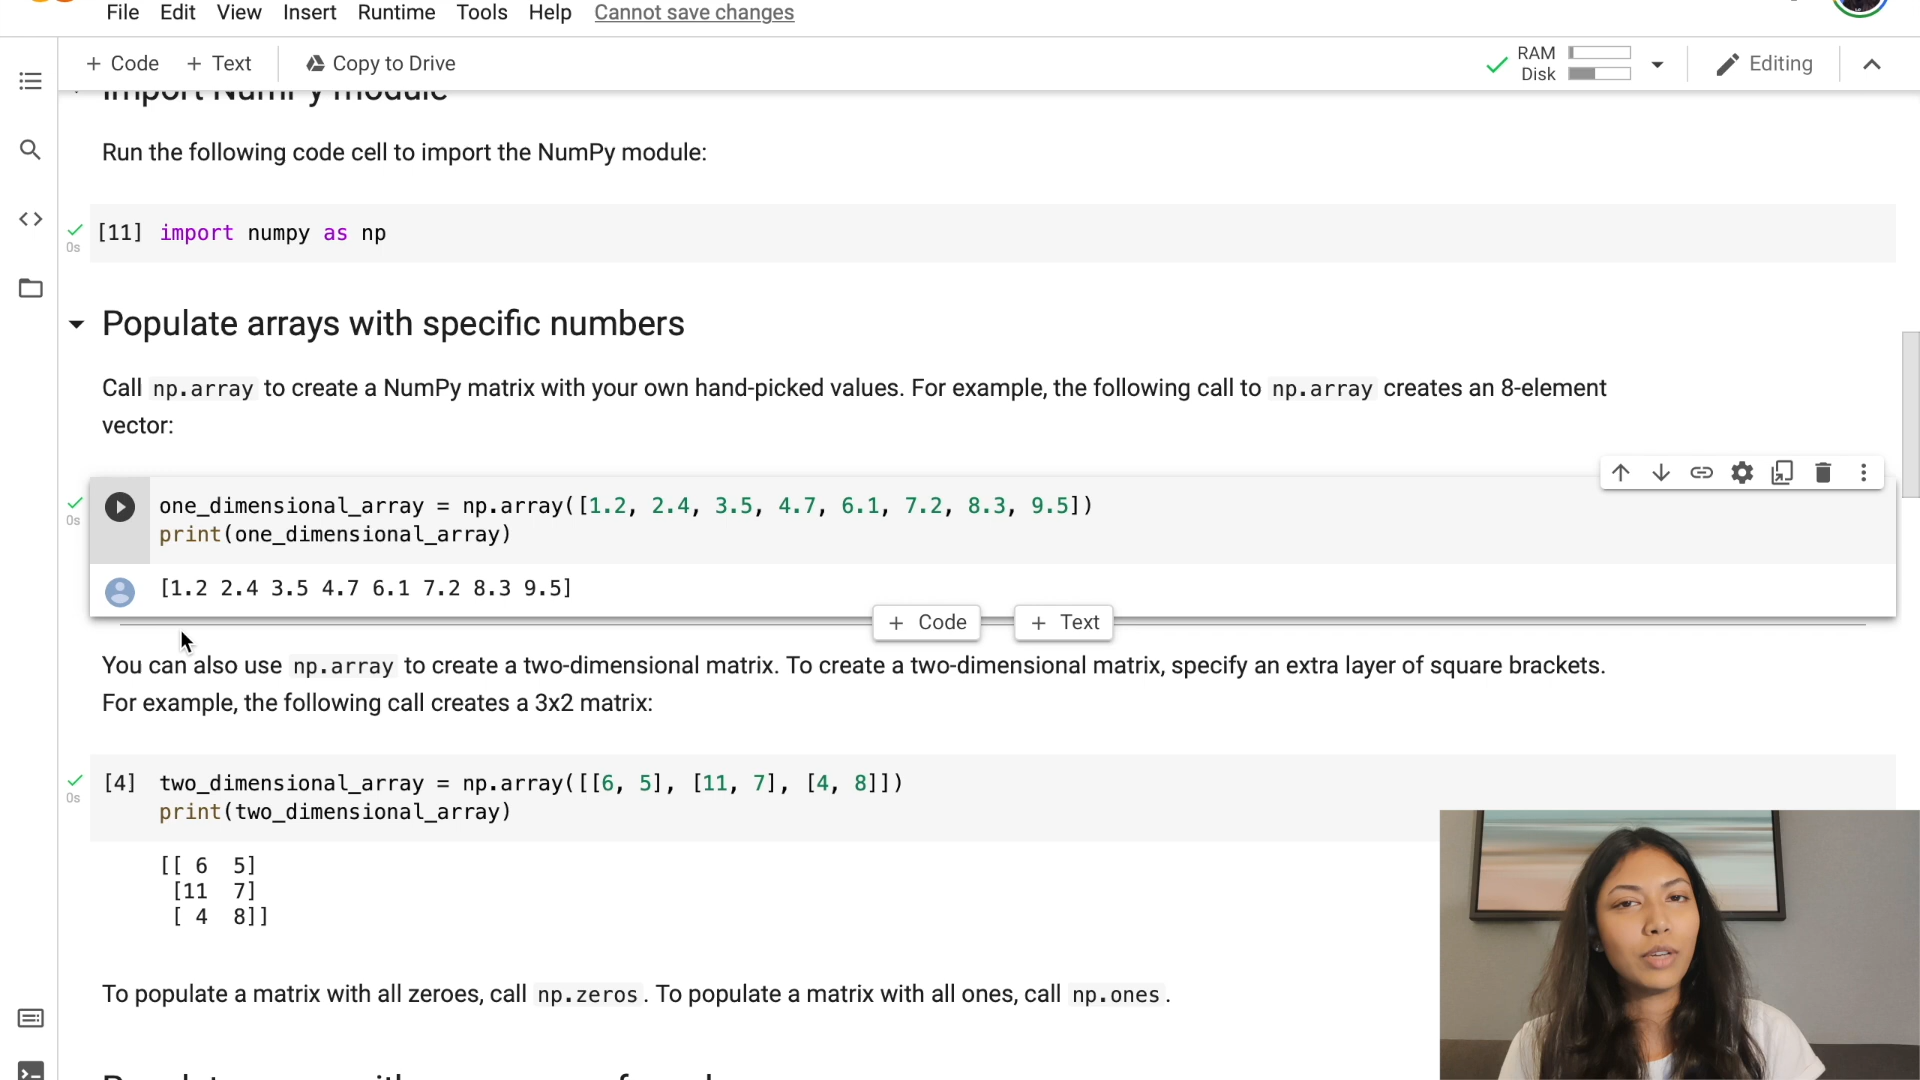 File Edit View Insert Runtime Tools Help Cannot save changes
+ Code + Text Copy to Drive
RAM
Disk
Editing
Import NumPy module
Run the following code cell to import the NumPy module:
0s
[11] import numpy as np
Populate arrays with specific numbers
Call np.array to create a NumPy matrix with your own hand-picked values. For example, the following call to np.array creates an 8-element
vector:
0s
one_dimensional_array = np.array([1.2, 2.4, 3.5, 4.7, 6.1, 7.2, 8.3, 9.5])
print(one_dimensional_array)
[1.2 2.4 3.5 4.7 6.1 7.2 8.3 9.5]
+ Code + Text
You can also use np.array to create a two-dimensional matrix. To create a two-dimensional matrix, specify an extra layer of square brackets.
For example, the following call creates a 3x2 matrix:
0s
[4] two_dimensional_array = np.array([[6, 5], [11, 7], [4, 8]])
print(two_dimensional_array)
[[ 6  5]
 [11  7]
 [ 4  8]]
To populate a matrix with all zeroes, call np.zeros. To populate a matrix with all ones, call np.ones.